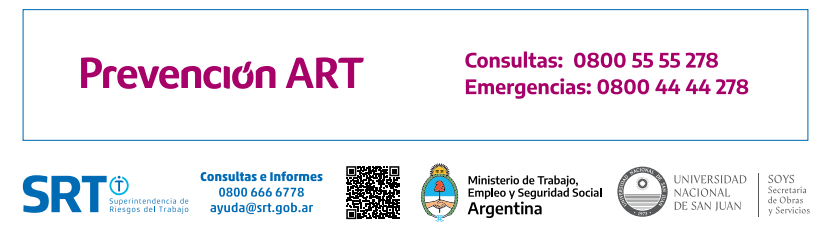 Prevención ART
Consultas: 0800 55 55 278
Emergencias: 0800 44 44 278
SRT
Superintendencia de
Riesgos del Trabajo
Consultas e Informes
0800 666 6778
ayuda@srt.gob.ar
Ministerio de Trabajo,
Empleo y Seguridad Social
Argentina
UNIVERSIDAD
NACIONAL
DE SAN JUAN
SOYS
Secretaria
de Obras
y Servicios